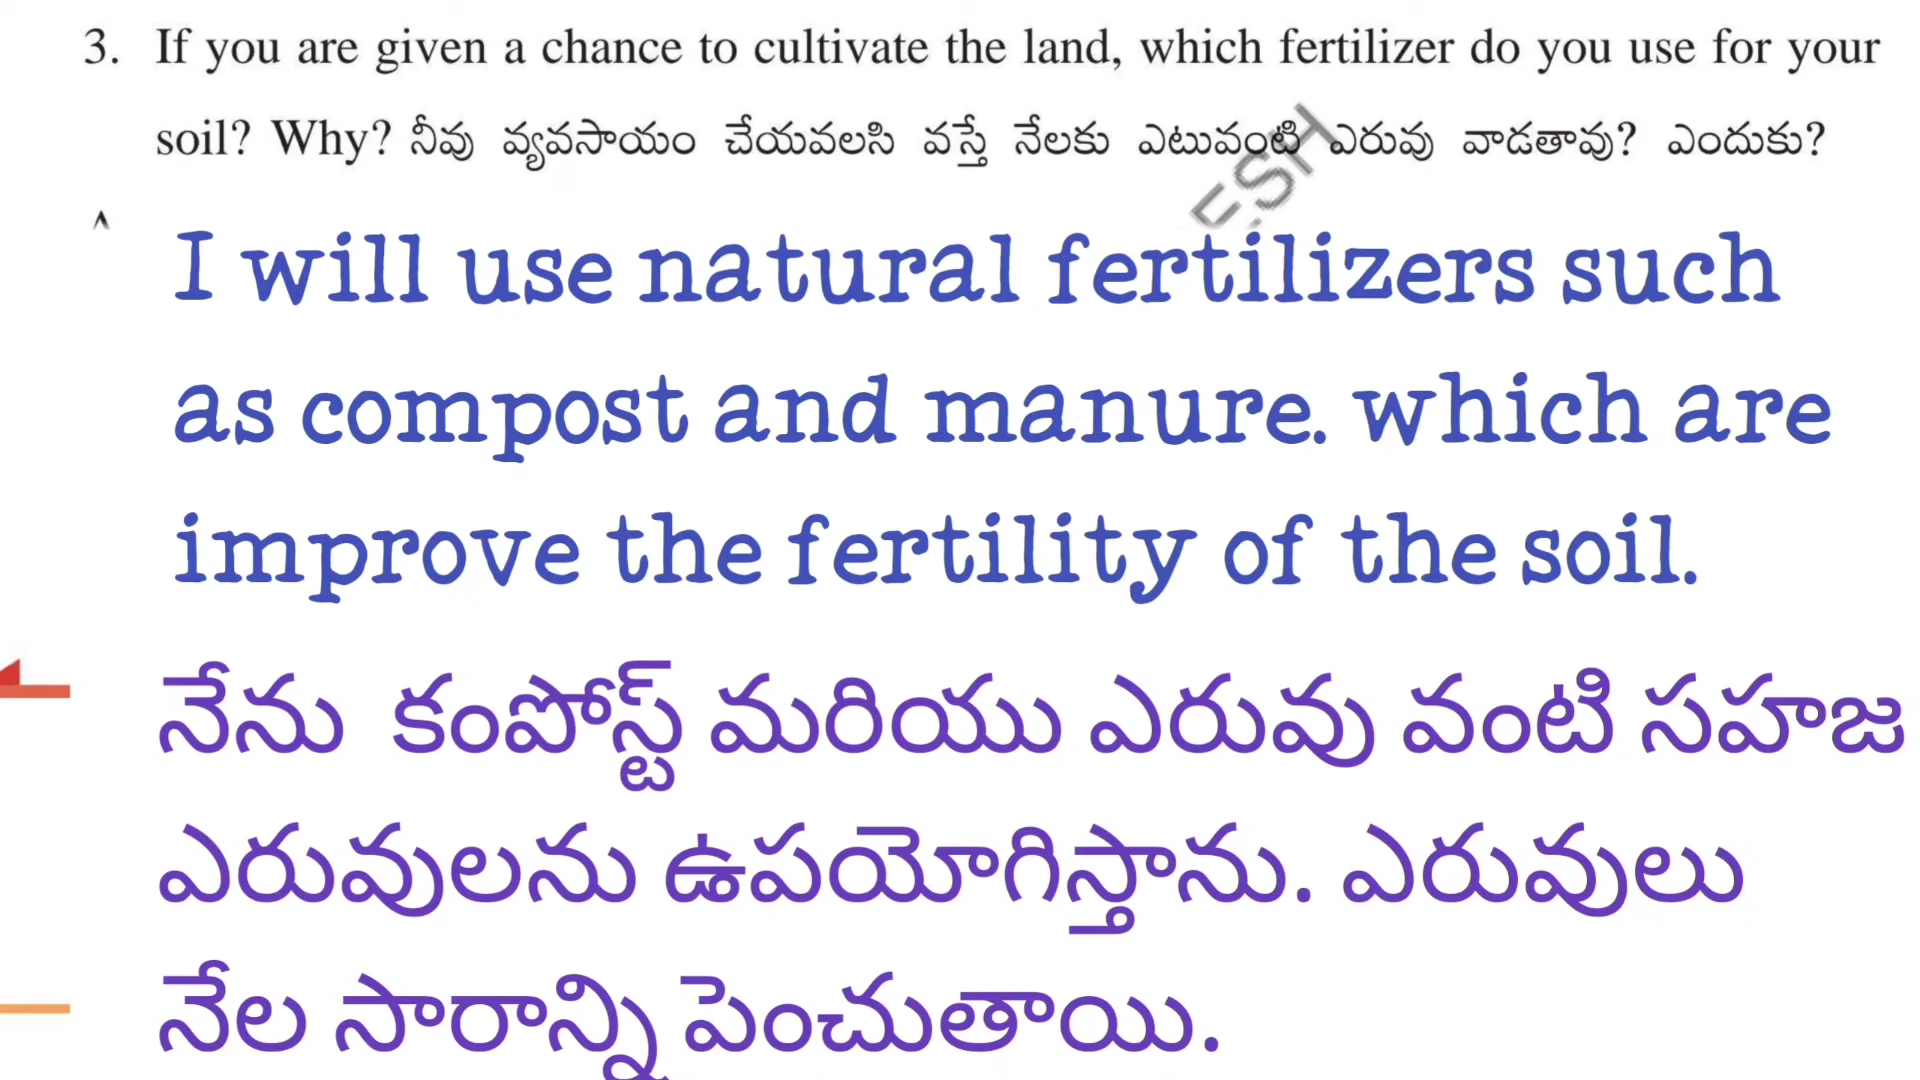 3. If you are given a chance to cultivate the land, which fertilizer do you use for your
soil? Why? నీవు వ్యవసాయం చేయవలసి వస్తే నేలకు ఎటువంటి ఎరువు వాడతావు? ఎందుకు?
I will use natural fertilizers such
as compost and manure. which are
improve the fertility of the soil.
నేను కంపోస్ట్ మరియు ఎరువు వంటి సహజ
ఎరువులను ఉపయోగిస్తాను. ఎరువులు
నేల సారాన్ని పెంచుతాయి.